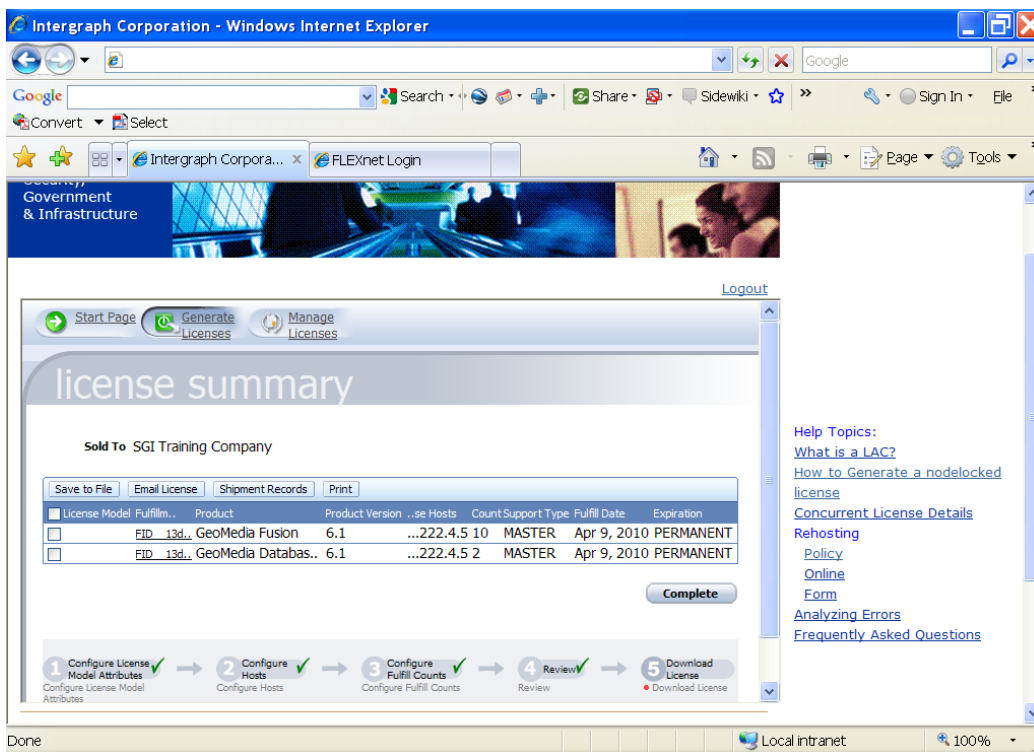 Intergraph Corporation - Windows Internet Explorer
Google
Google Search Share Sidewiki » Sign In File
Convert Select
Intergraph Corpora... x FLEXnet Login Page Tools
Security,
Government
& Infrastructure
Logout
Start Page Generate Licenses Manage Licenses
license summary
Sold To SGI Training Company
Save to File Email License Shipment Records Print
License Model Fulfillm.. Product Product Version ..se Hosts Count Support Type Fulfill Date Expiration
FID_13d.. GeoMedia Fusion 6.1 ...222.4.5 10 MASTER Apr 9, 2010 PERMANENT
FID_13d.. GeoMedia Databas.. 6.1 ...222.4.5 2 MASTER Apr 9, 2010 PERMANENT
Complete
1 Configure License Model Attributes 2 Configure Hosts 3 Configure Fulfill Counts 4 Review 5 Download License
Configure License Model Attributes Configure Hosts Configure Fulfill Counts Review Download License
Help Topics:
What is a LAC?
How to Generate a nodelocked
license
Concurrent License Details
Rehosting
Policy
Online
Form
Analyzing Errors
Frequently Asked Questions
Done Local intranet 100%